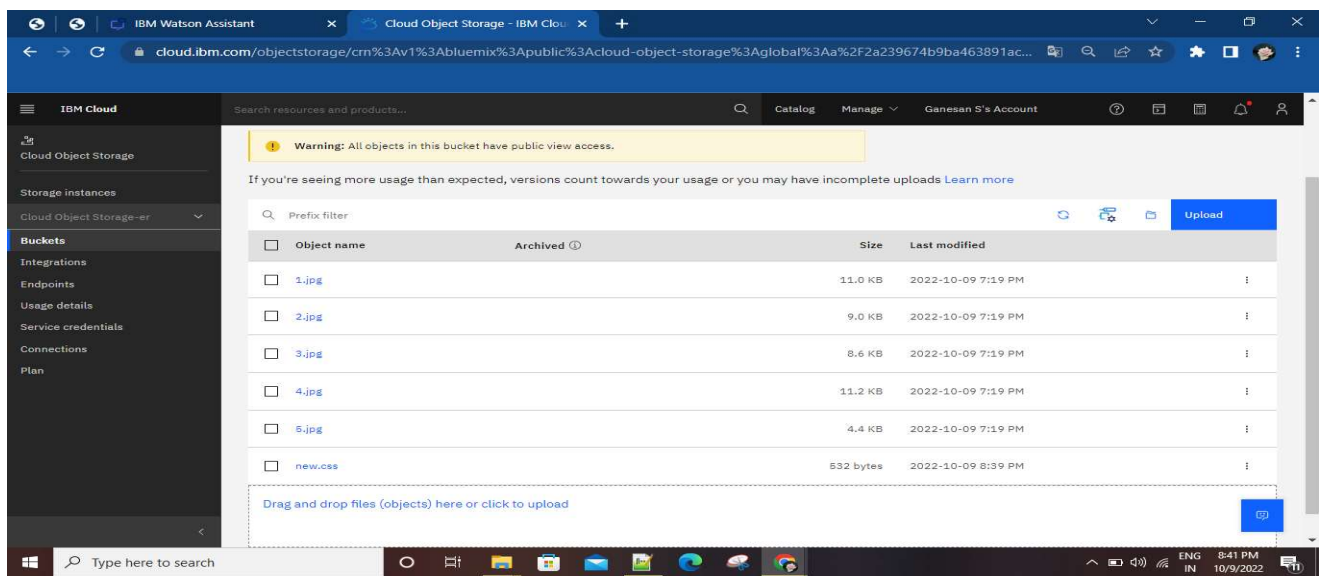 IBM Watson Assistant
Cloud Object Storage - IBM Clou
cloud.ibm.com/objectstorage/crn%3Av1%3Abluemix%3Apublic%3Acloud-object-storage%3Aglobal%3Aa%2F2a239674b9ba463891ac...
IBM Cloud
Search resources and products...
Catalog
Manage
Ganesan S's Account
Cloud Object Storage
Storage instances
Cloud Object Storage-er
Buckets
Integrations
Endpoints
Usage details
Service credentials
Connections
Plan
Warning: All objects in this bucket have public view access.
If you're seeing more usage than expected, versions count towards your usage or you may have incomplete uploads Learn more
Prefix filter
Upload
Object name Archived Size Last modified
1.jpg 11.0 KB 2022-10-09 7:19 PM
2.jpg 9.0 KB 2022-10-09 7:19 PM
3.jpg 8.6 KB 2022-10-09 7:19 PM
4.jpg 11.2 KB 2022-10-09 7:19 PM
5.jpg 4.4 KB 2022-10-09 7:19 PM
new.css 532 bytes 2022-10-09 8:39 PM
Drag and drop files (objects) here or click to upload
Type here to search
ENG 8:41 PM
IN 10/9/2022